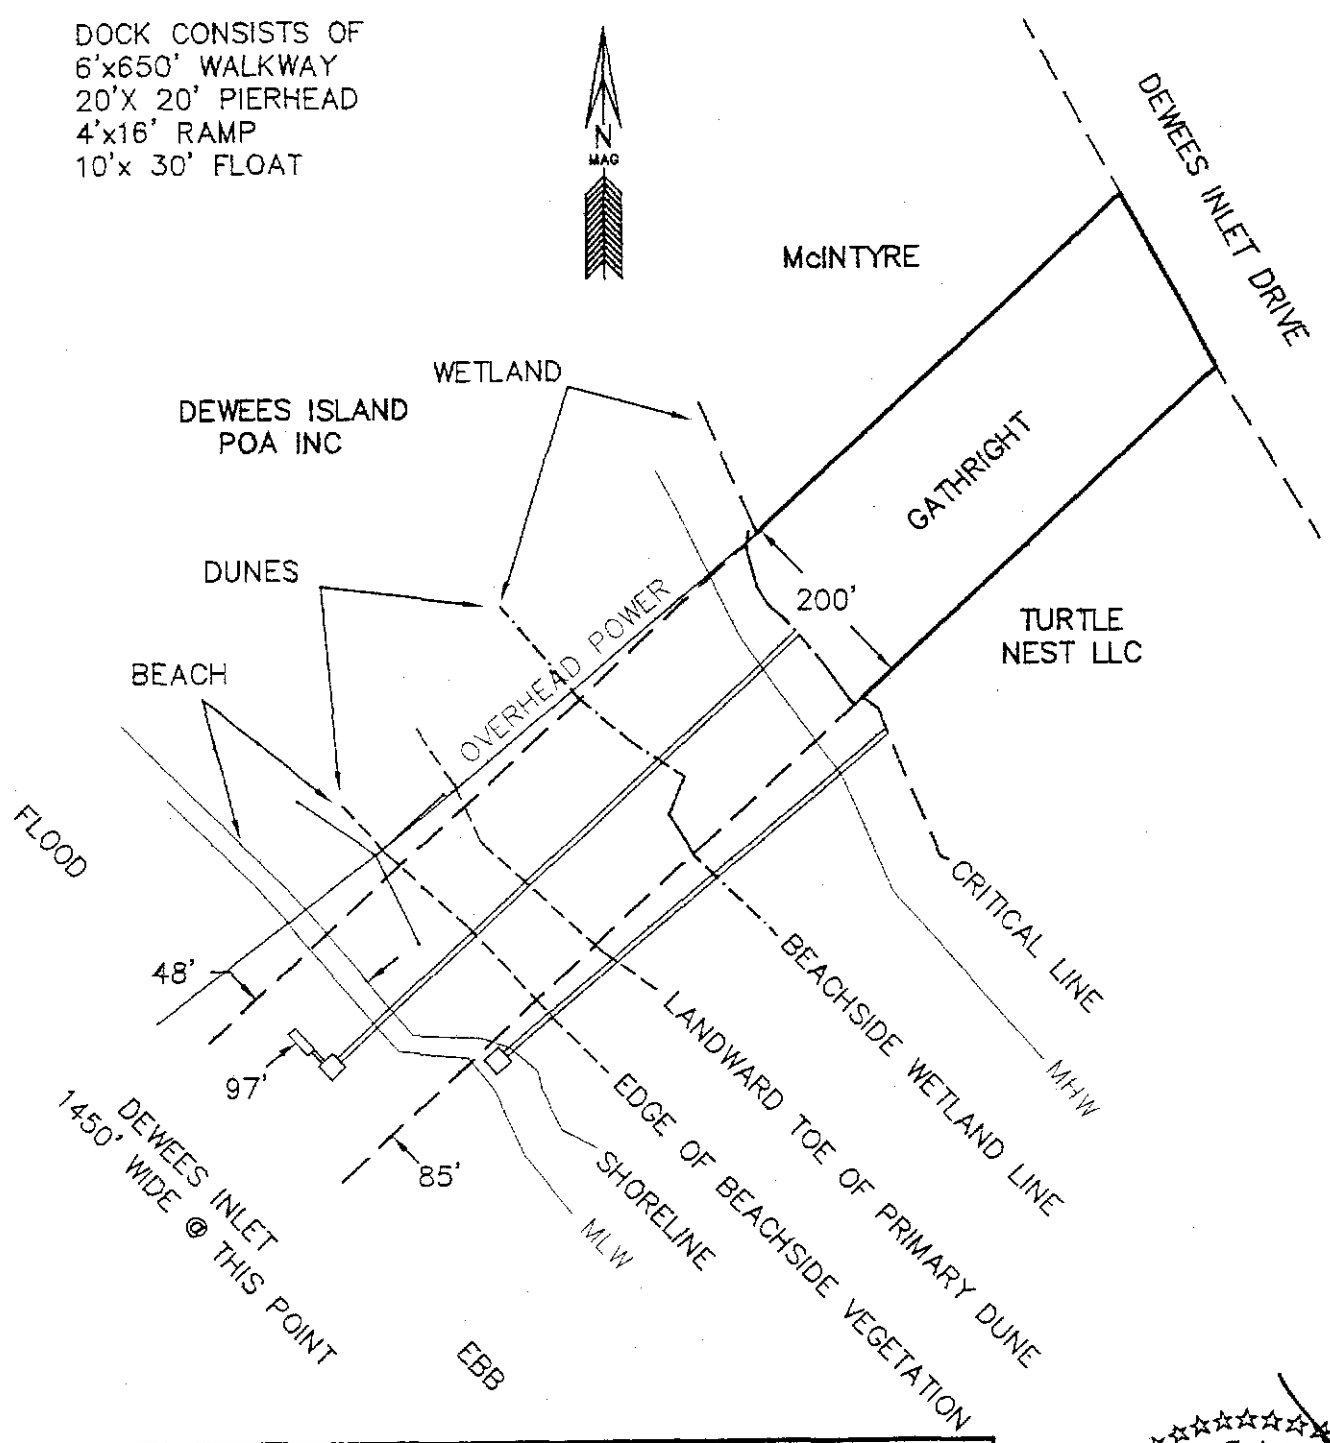 DOCK CONSISTS OF
6'x650' WALKWAY
20'X 20' PIERHEAD
4'x16' RAMP
10'x 30' FLOAT
N
MAG
DEWEES INLET DRIVE
McINTYRE
WETLAND
DEWEES ISLAND
POA INC
GATHRIGHT
DUNES
200'
OVERHEAD POWER
TURTLE
NEST LLC
BEACH
FLOOD
CRITICAL LINE
48'
BEACHSIDE WETLAND LINE
MHW
LANDWARD TOE OF PRIMARY DUNE
97'
EDGE OF BEACHSIDE VEGETATION
DEWEES INLET
1450' WIDE @ THIS POINT
85'
SHORELINE
MLW
EBB